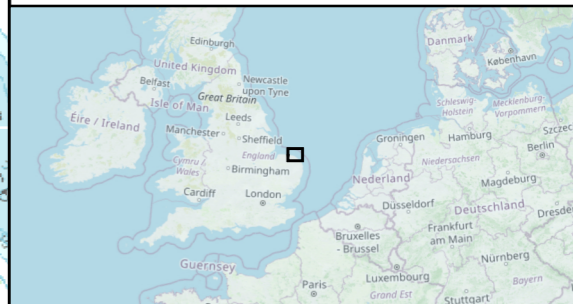 Edinburgh
Danmark
København
United Kingdom
Belfast
Newcastle
upon Tyne
Great Britain
Isle of Man
Schleswig-
Holstein
Mecklenburg-
Vorpommern
Éire / Ireland
Leeds
Manchester
Sheffield
Groningen
Hamburg
Szczec
Cymru
Wales
England
Birmingham
Niedersachsen
Berlin
Nederland
Magdeburg
Cardiff
London
Düsseldorf
Deutschland
Dresde
Bruxelles
- Brussel
Frankfurt
am Main
Guernsey
Luxembourg
Nürnberg
Paris
Grand Est
Stuttgart
Bayern